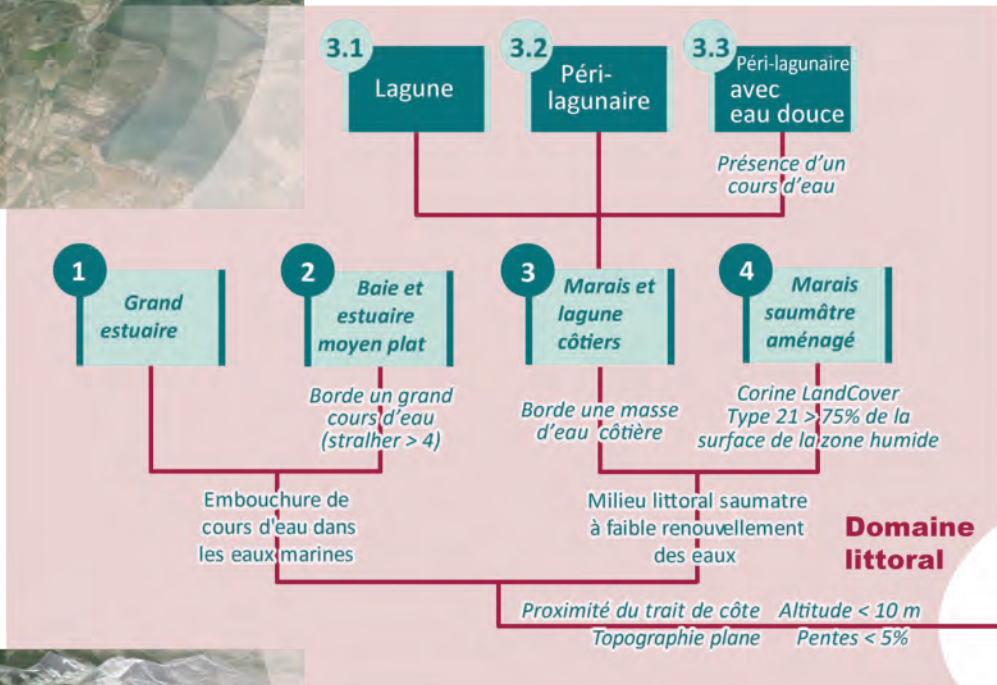 3.1
Lagune
3.2
Péri-
lagunaire
3.3
Péri-lagunaire
avec
eau douce
Présence d'un
cours d'eau
1
Grand
estuaire
2
Baie et
estuaire
moyen plat
3
Marais et
lagune
côtiers
4
Marais
saumâtre
aménagé
Borde un grand
cours d'eau
(stralher > 4)
Borde une masse
d'eau côtière
Corine LandCover
Type 21 > 75% de la
surface de la zone humide
Embouchure de
cours d'eau dans
les eaux marines
Milieu littoral saumatre
à faible renouvellement
des eaux
Domaine
littoral
Proximité du trait de côte Altitude < 10 m
Topographie plane Pentes < 5%